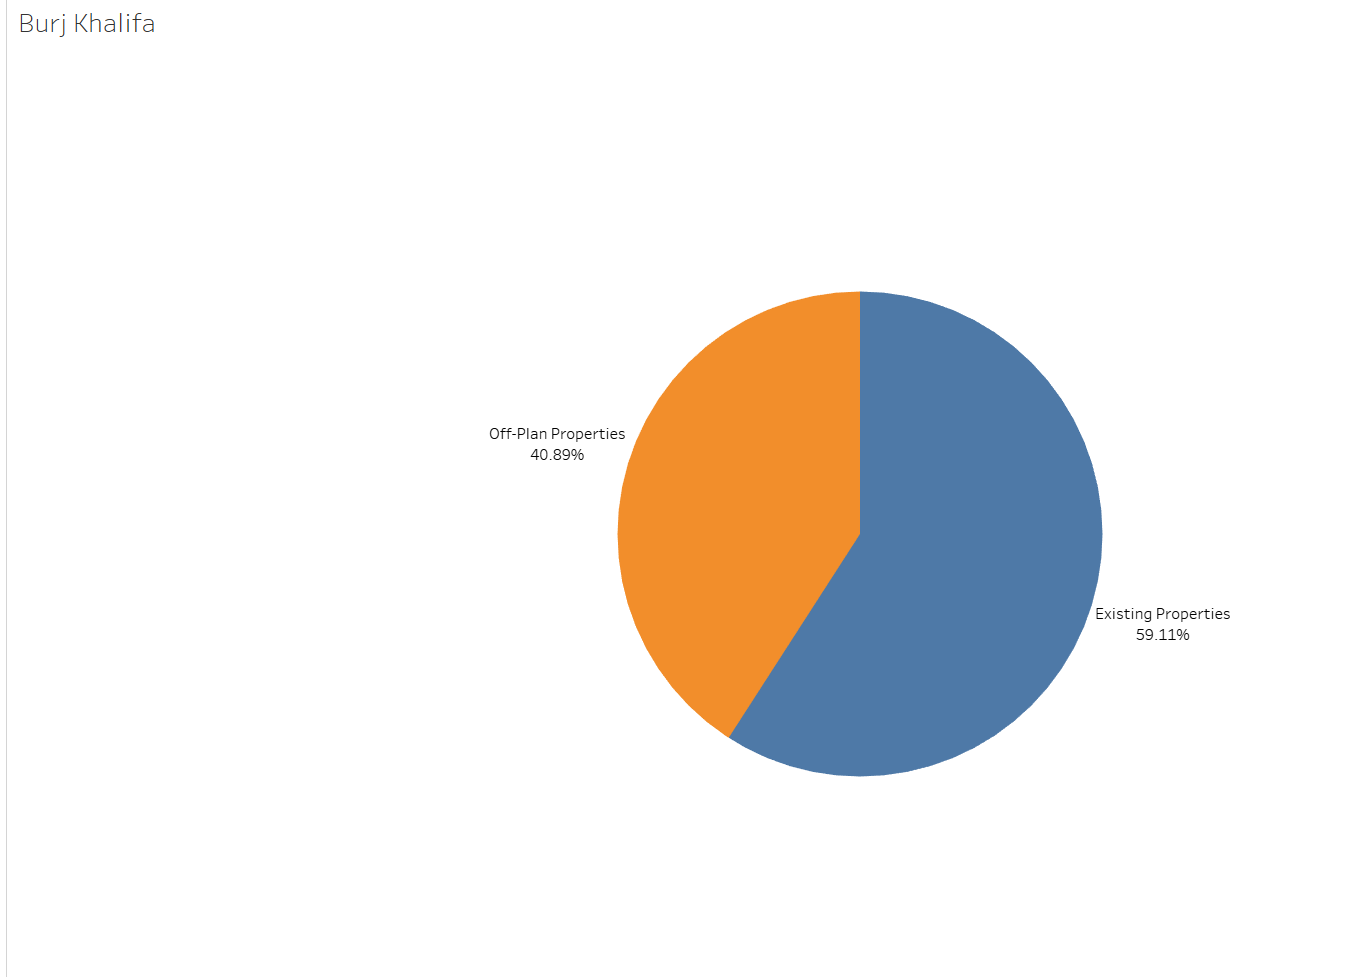 Burj Khalifa
Off-Plan Properties
40.89%
Existing Properties
59.11%